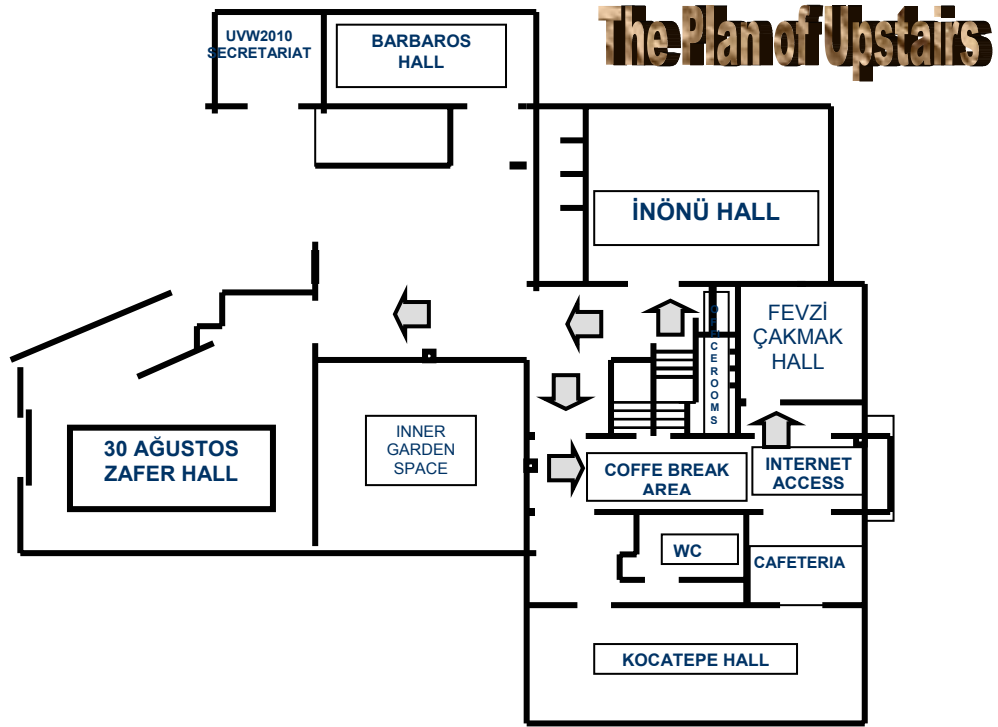 The Plan of Upstairs
UVW2010
SECRETARIAT
BARBAROS
HALL
İNÖNÜ HALL
OFFICEROOMS
FEVZİ
ÇAKMAK
HALL
30 AĞUSTOS
ZAFER HALL
INNER
GARDEN
SPACE
COFFE BREAK
AREA
INTERNET
ACCESS
WC
CAFETERIA
KOCATEPE HALL